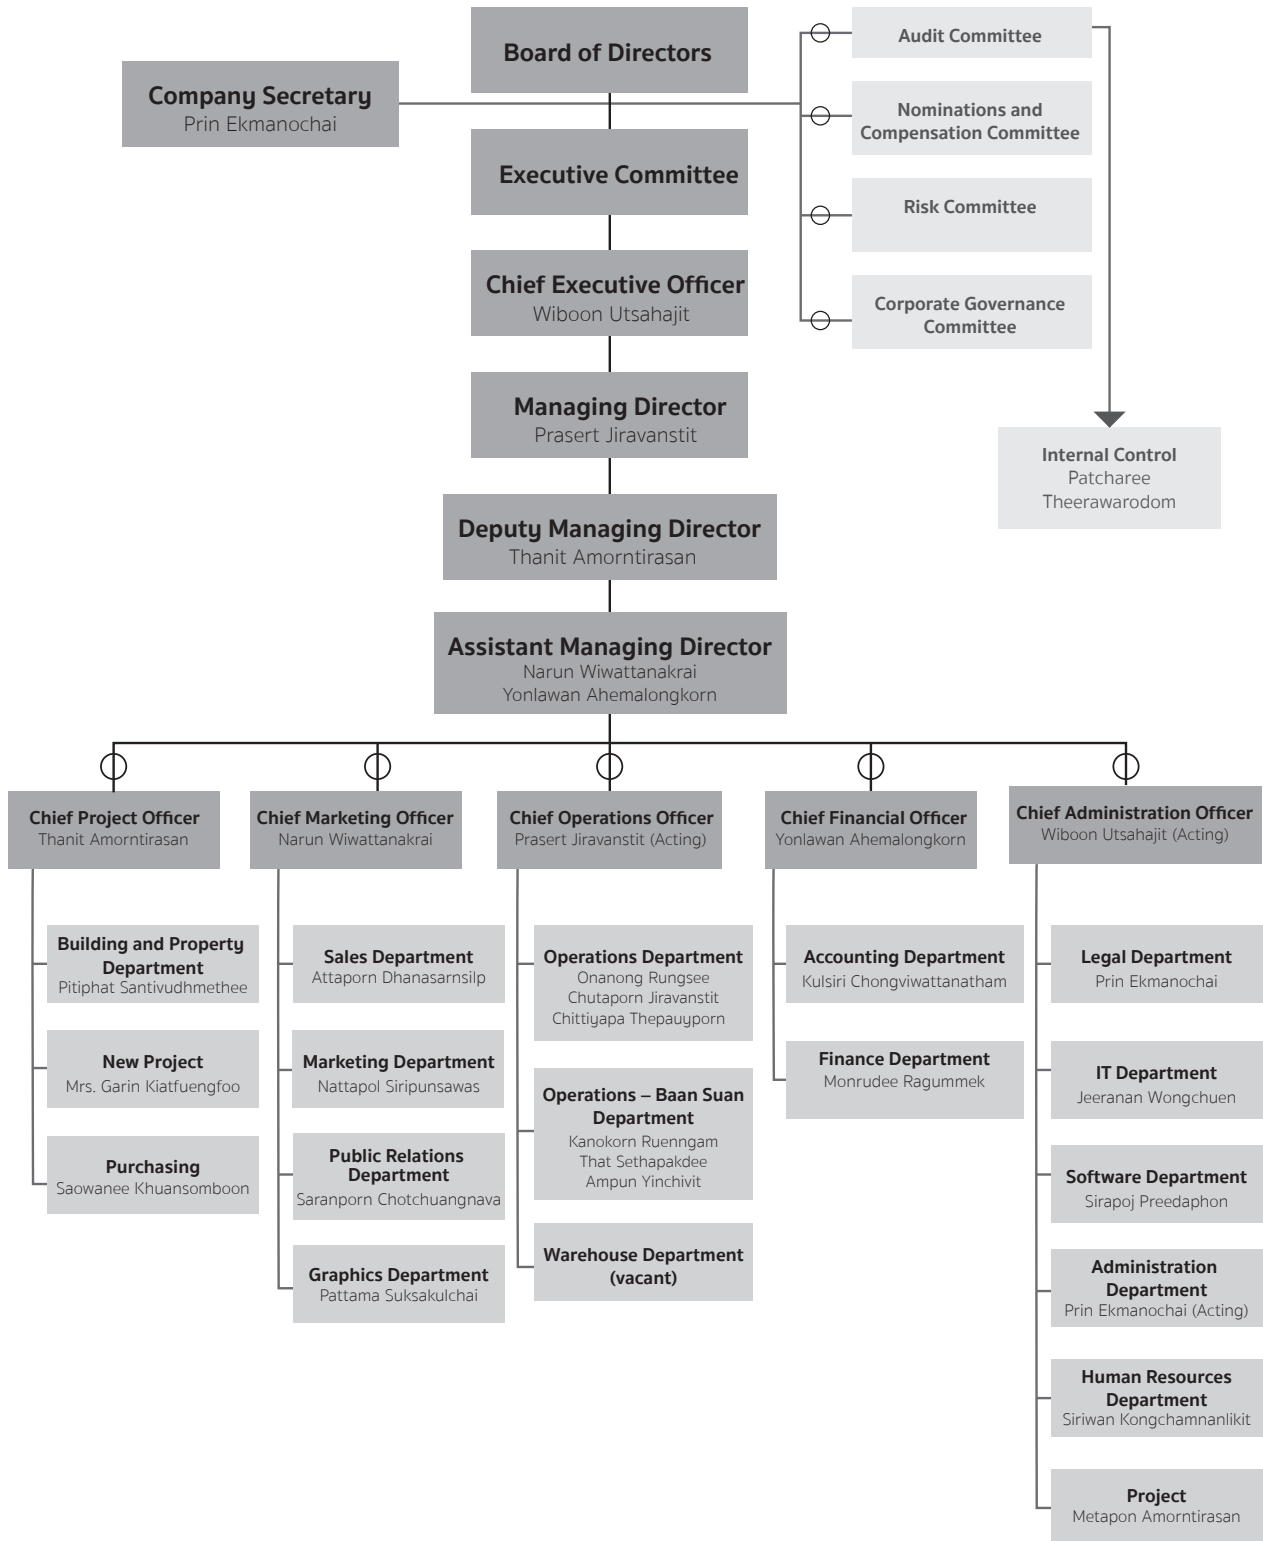 Board of Directors
Company Secretary
Prin Ekmanochai
Executive Committee
Chief Executive Officer
Wiboon Utsahajit
Managing Director
Prasert Jiravanstit
Deputy Managing Director
Thanit Amorntirasan
Assistant Managing Director
Narun Wiwattanakrai
Yonlawan Ahemalongkorn
Audit Committee
Nominations and
Compensation Committee
Risk Committee
Corporate Governance
Committee
Internal Control
Patcharee
Theerawarodom
Chief Project Officer
Thanit Amorntirasan
Building and Property
Department
Pitiphat Santivudhmethee
New Project
Mrs. Garin Kiatfuengfoo
Purchasing
Saowanee Khuansomboon
Chief Marketing Officer
Narun Wiwattanakrai
Sales Department
Attaporn Dhanasarnsilp
Marketing Department
Nattapol Siripunsawas
Public Relations
Department
Saranporn Chotchuangnava
Graphics Department
Pattama Suksakulchai
Chief Operations Officer
Prasert Jiravanstit (Acting)
Operations Department
Onanong Rungsee
Chutaporn Jiravanstit
Chittiyapa Thepauyporn
Operations – Baan Suan
Department
Kanokorn Ruenngam
That Sethapakdee
Ampun Yinchivit
Warehouse Department
(vacant)
Chief Financial Officer
Yonlawan Ahemalongkorn
Accounting Department
Kulsiri Chongviwattanatham
Finance Department
Monrudee Ragummek
Chief Administration Officer
Wiboon Utsahajit (Acting)
Legal Department
Prin Ekmanochai
IT Department
Jeeranan Wongchuen
Software Department
Sirapoj Preedaphon
Administration
Department
Prin Ekmanochai (Acting)
Human Resources
Department
Siriwan Kongchamnanlikit
Project
Metapon Amorntirasan